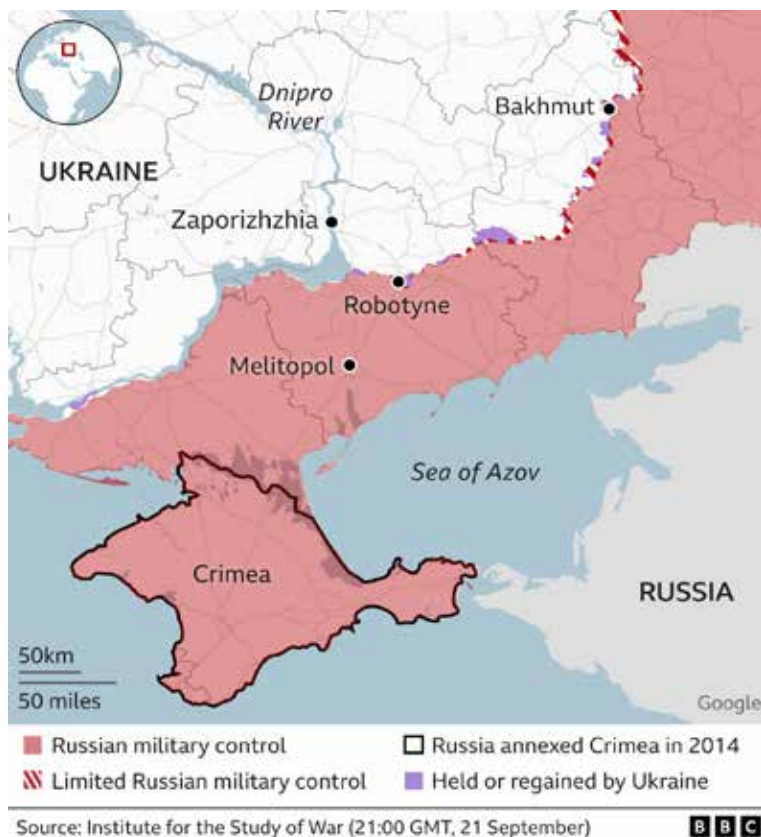 Dnipro
River
Bakhmut
UKRAINE
Zaporizhzhia
Robotyne
Melitopol
Sea of Azov
Crimea
RUSSIA
50km
50 miles
Google
Russian military control
Russia annexed Crimea in 2014
Limited Russian military control
Held or regained by Ukraine
Source: Institute for the Study of War (21:00 GMT, 21 September)
BBC